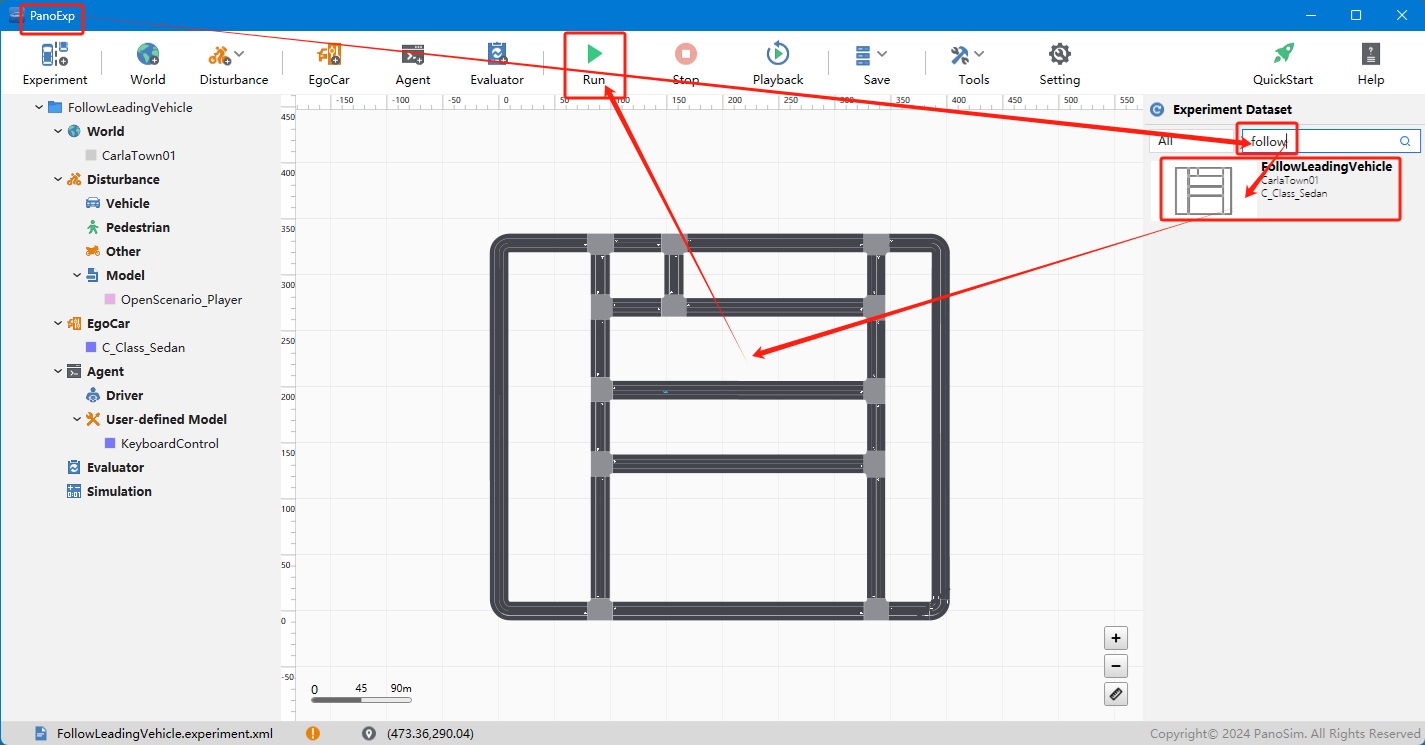 PanoExp
Experiment
World
Disturbance
EgoCar
Agent
Evaluator
Run
Stop
Playback
Save
Tools
Setting
QuickStart
Help
FollowLeadingVehicle
World
CarlaTown01
Disturbance
Vehicle
Pedestrian
Other
Model
OpenScenario_Player
EgoCar
C_Class_Sedan
Agent
Driver
User-defined Model
KeyboardControl
Evaluator
Simulation
-150 -100 -50 0 50 100 150 200 250 300 350 400 450 500 550
450
400
350
300
250
200
150
100
50
0
-50
0 45 90m
+
−
Experiment Dataset
All
follow
FollowLeadingVehicle
CarlaTown01
C_Class_Sedan
FollowLeadingVehicle.experiment.xml
(473.36,290.04)
Copyright© 2024 PanoSim. All Rights Reserved